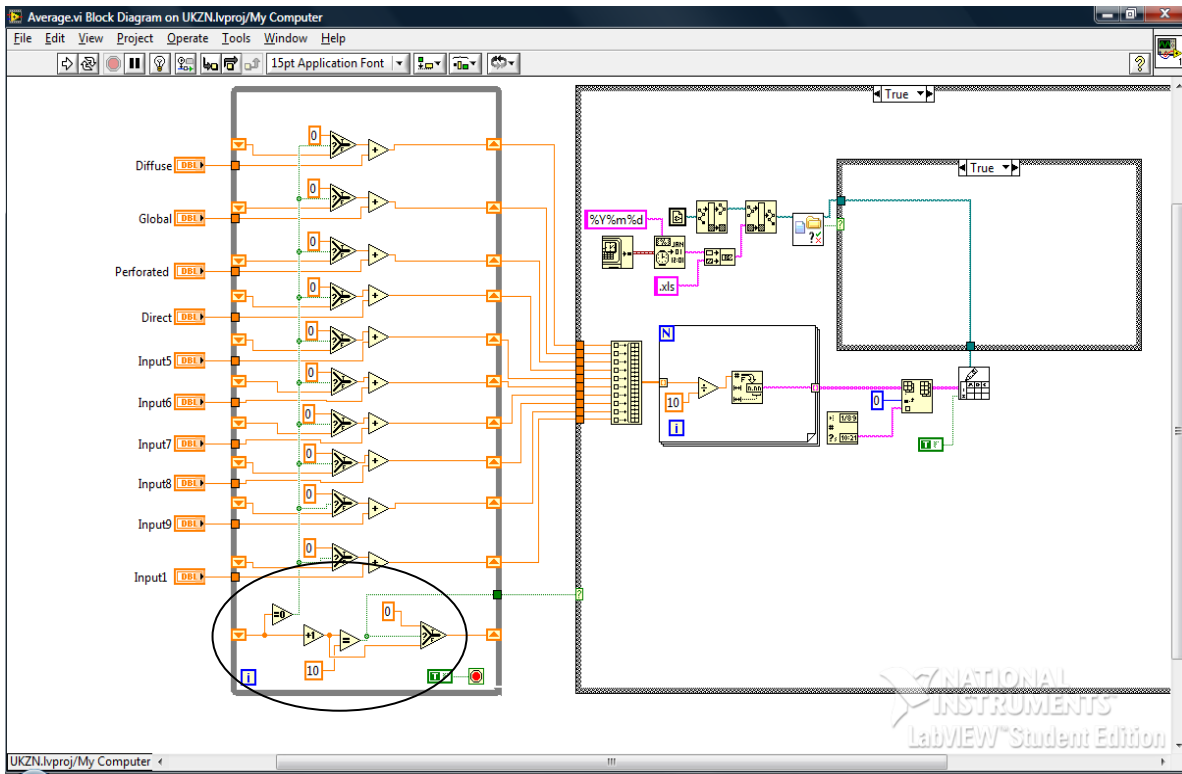 Average.vi Block Diagram on UKZN.lvproj/My Computer
File Edit View Project Operate Tools Window Help
15pt Application Font
True
True
Diffuse DBL
0
+
Global DBL
0
+
Perforated DBL
0
+
Direct DBL
0
+
Input5 DBL
0
+
Input6 DBL
0
+
Input7 DBL
0
+
Input8 DBL
0
+
Input9 DBL
0
+
Input1 DBL
0
+
=0
+1
=
0
10
i
T F
%Y%m%d
.xls
N
10
÷
i
0
T F
NATIONAL
INSTRUMENTS
LabVIEW™ Student Edition
UKZN.lvproj/My Computer